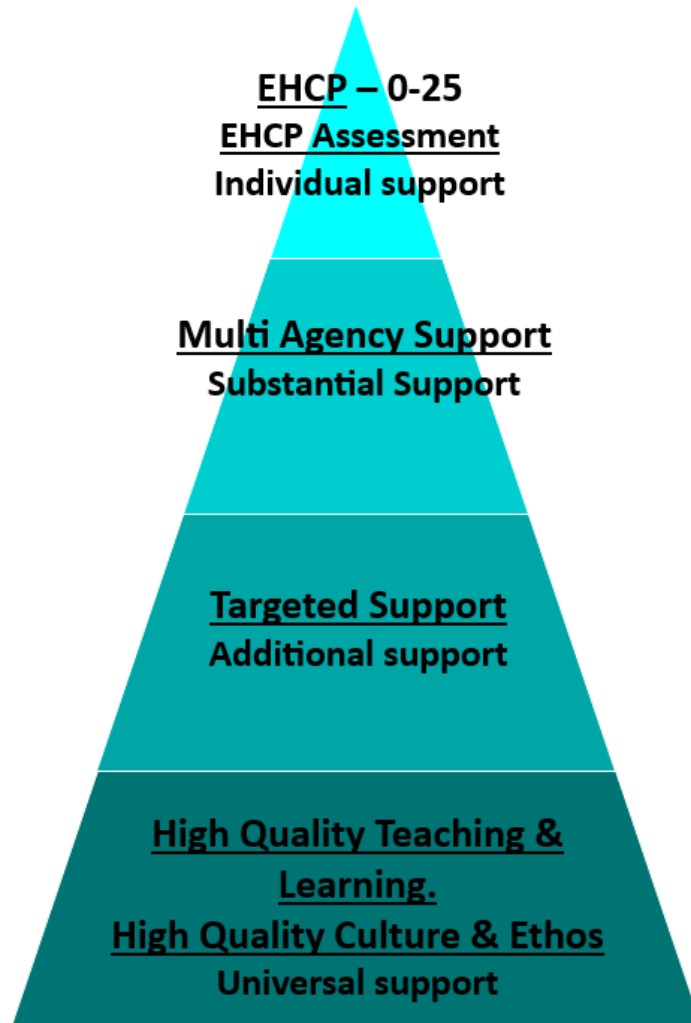 EHCP – 0-25
EHCP Assessment
Individual support
Multi Agency Support
Substantial Support
Targeted Support
Additional support
High Quality Teaching &
Learning.
High Quality Culture & Ethos
Universal support